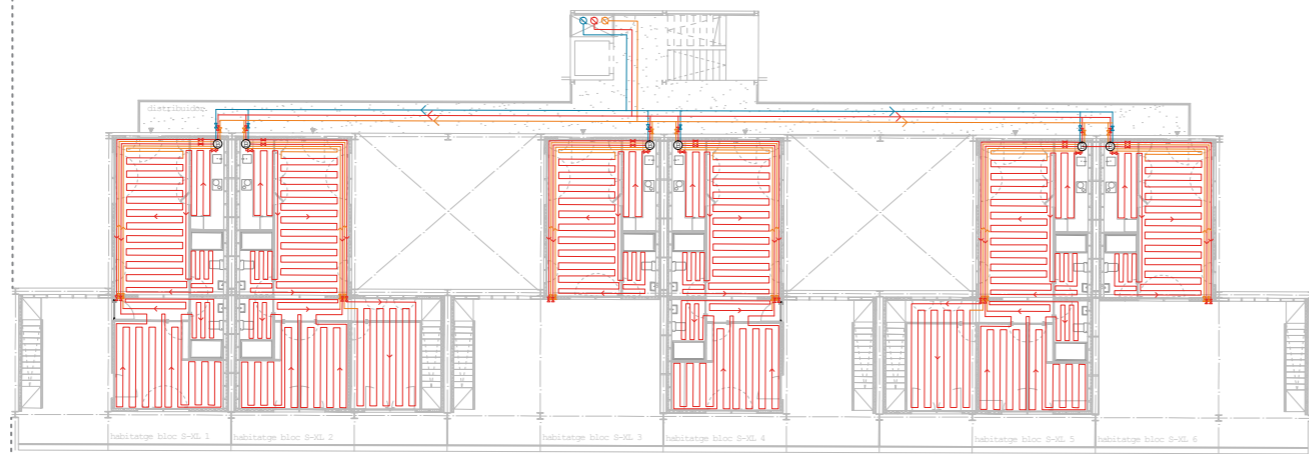 distribuidor
habitatge bloc S-XL 1
habitatge bloc S-XL 2
habitatge bloc S-XL 3
habitatge bloc S-XL 4
habitatge bloc S-XL 5
habitatge bloc S-XL 6